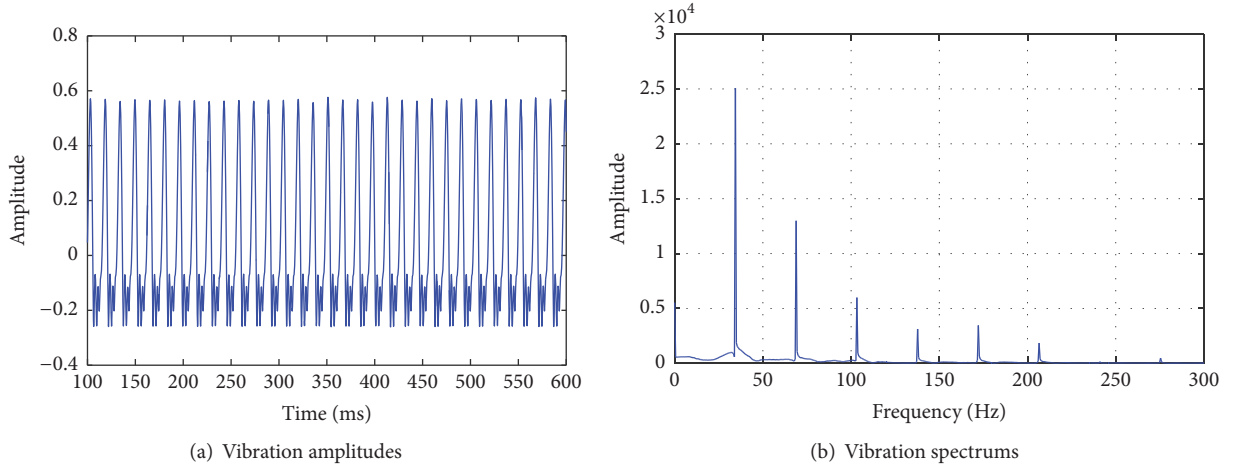 0.8
0.6
0.4
0.2
0
−0.2
−0.4
Amplitude
100 150 200 250 300 350 400 450 500 550 600
Time (ms)
(a) Vibration amplitudes
×10⁴
3
2.5
2
1.5
1
0.5
0
Amplitude
0 50 100 150 200 250 300
Frequency (Hz)
(b) Vibration spectrums